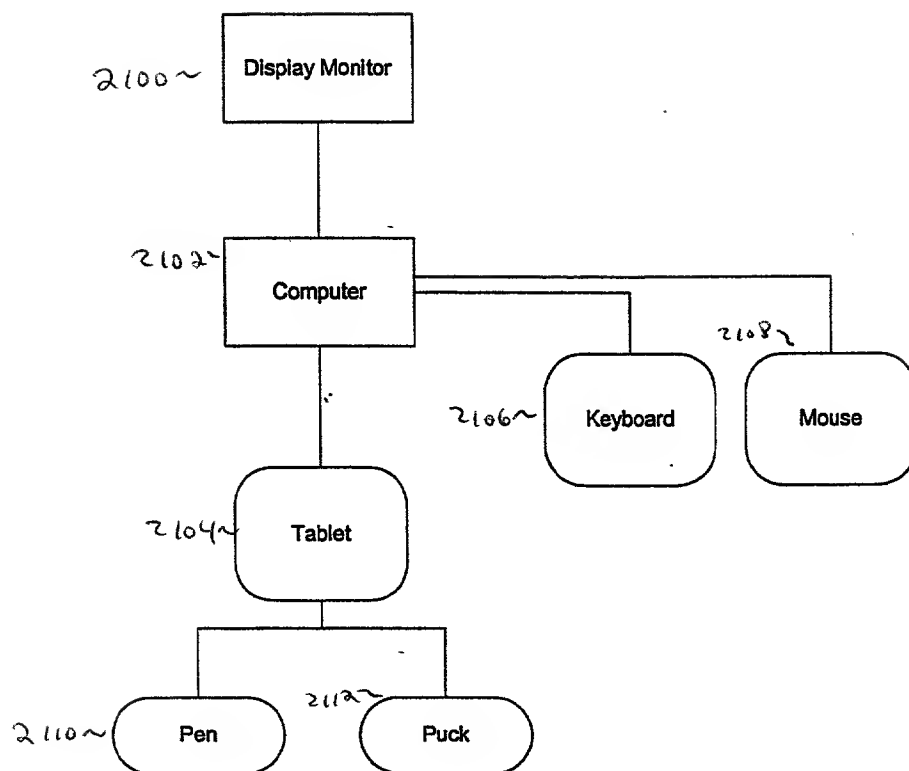 Display Monitor
2100~
2102~
Computer
2108~
2106~
Keyboard
Mouse
2104~
Tablet
2112~
2110~
Pen
Puck